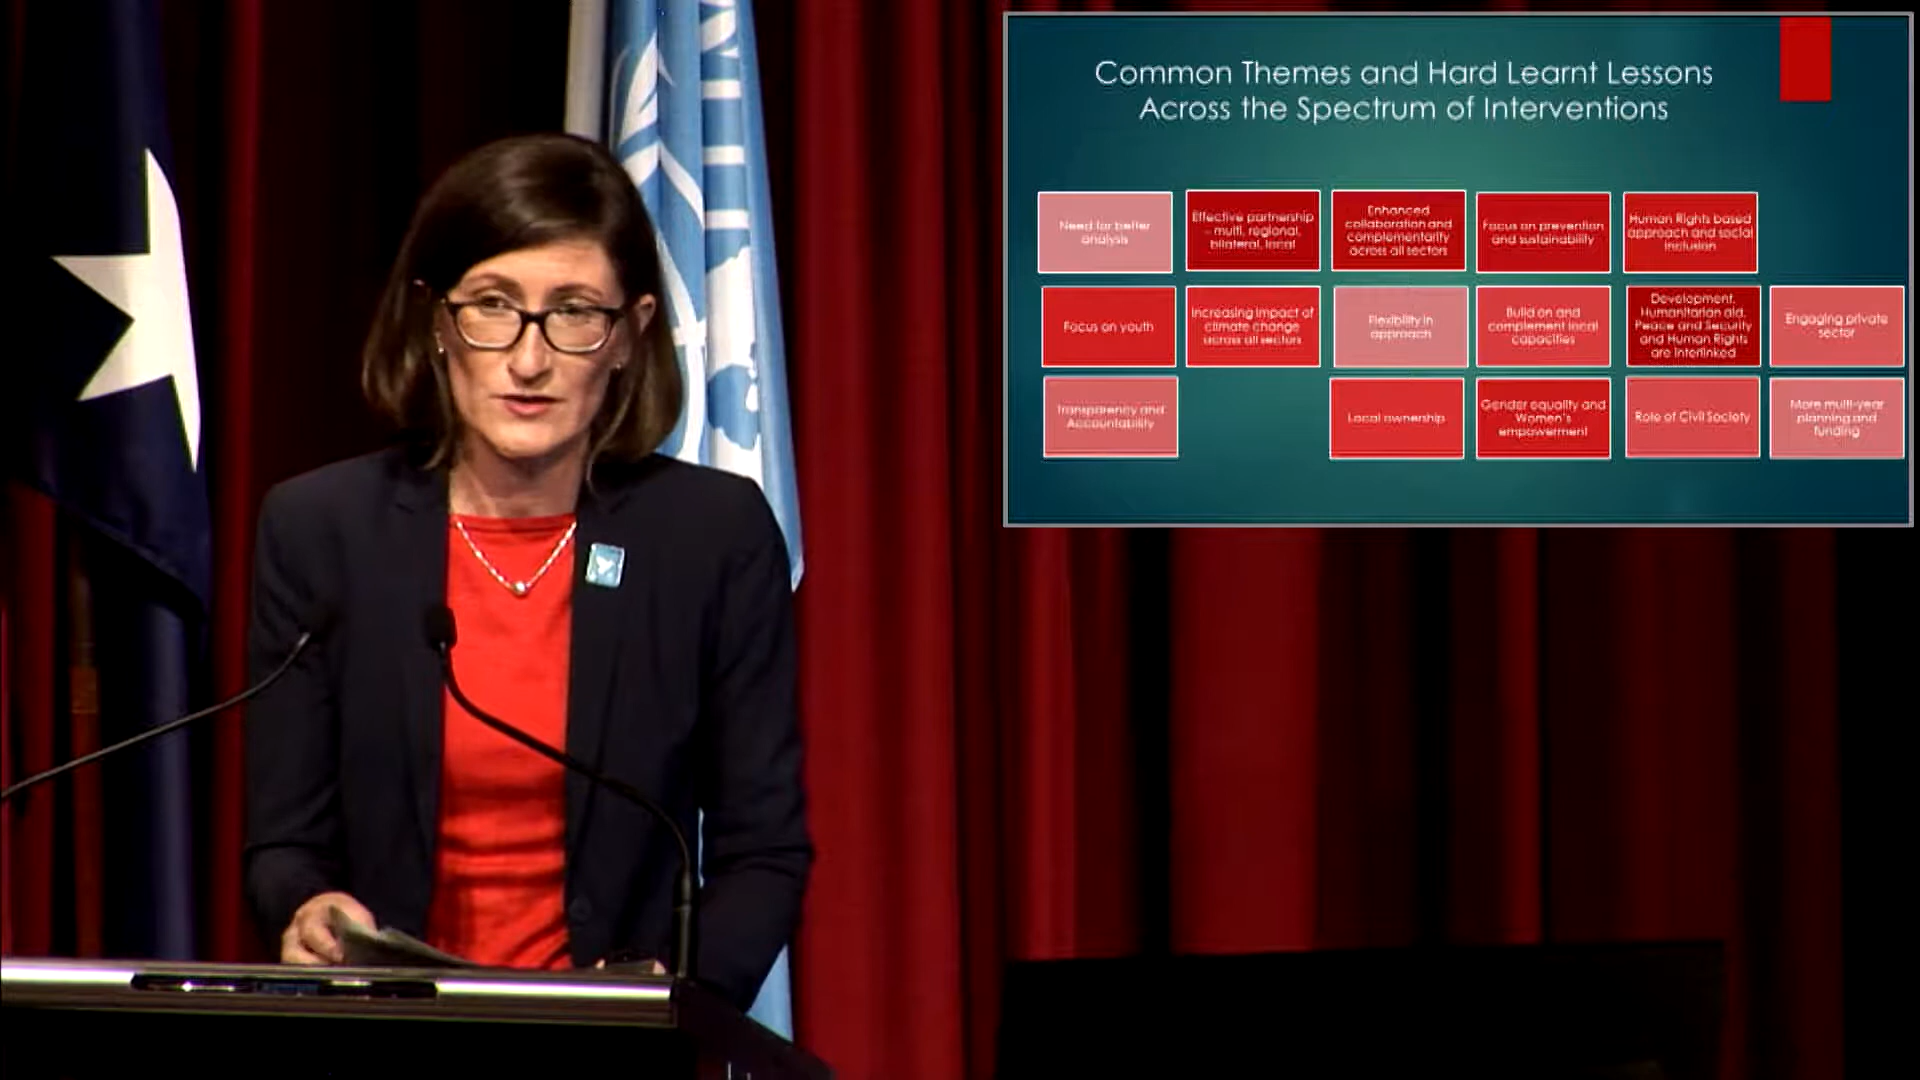 Common Themes and Hard Learnt Lessons
Across the Spectrum of Interventions
Need for better
analysis
Effective partnership
- multi, regional,
bilateral, local
Enhanced
collaboration and
complementarity
across all sectors
Focus on prevention
and sustainability
Human Rights based
approach and social
inclusion
Focus on youth
Increasing impact of
climate change
across all sectors
Flexibility in
approach
Build on and
complement local
capacities
Development,
Humanitarian aid,
Peace and Security
and Human Rights
are interlinked
Engaging private
sector
Transparency and
Accountability
Local ownership
Gender equality and
Women's
empowerment
Role of Civil Society
More multi-year
planning and
funding